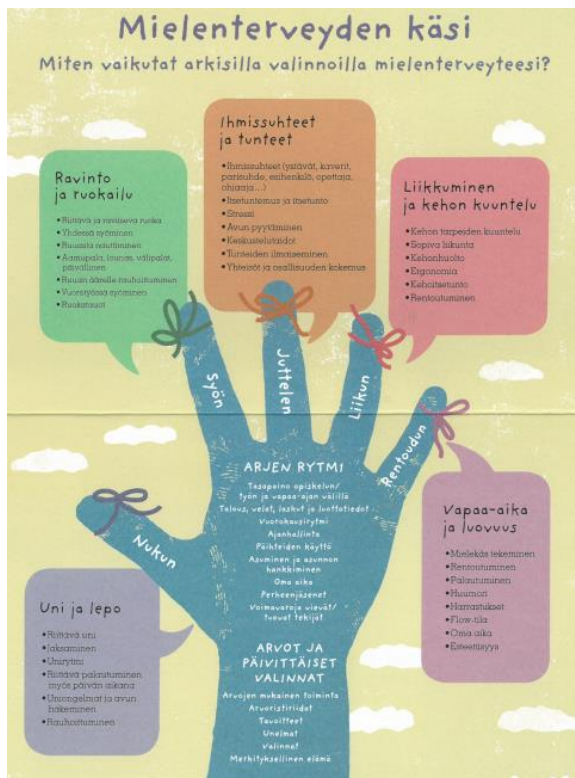 Mielenterveyden käsi
Miten vaikutat arkisilla valinnoilla mielenterveyteesi?
Ravinto
ja ruokailu
• Riittävä ja ravitseva ruoka
• Yhdessä syöminen
• Ruuasta nauttiminen
• Aamupala, lounas, välipalat,
päivällinen
• Ruuan äärelle rauhoittuminen
• Vuorotyössä syöminen
• Ruokatauot
Ihmissuhteet
ja tunteet
• Ihmissuhteet (ystävät, kaverit,
parisuhde, esihenkilö, opettaja,
ohjaaja...)
• Itsetuntemus ja itsetunto
• Stressi
• Avun pyytäminen
• Keskustelutaidot
• Tunteiden ilmaiseminen
• Yhteisöt ja osallisuuden kokemus
Liikkuminen
ja kehon kuuntelu
• Kehon tarpeiden kuuntelu
• Sopiva liikunta
• Kehonhuolto
• Ergonomia
• Kehoitsetunto
• Rentoutuminen
Syön
Juttelen
Liikun
Rentoudun
Nukun
ARJEN RYTMI
Tasapaino opiskelun/
työn ja vapaa-ajan välillä
Talous, velat, laskut ja luottotiedot
Vuorokausirytmi
Ajanhallinta
Päihteiden käyttö
Asuminen ja asunnon
hankkiminen
Oma aika
Perheenjäsenet
Voimavaroja vievät/
tuovat tekijät
ARVOT JA
PÄIVITTÄISET
VALINNAT
Arvojen mukainen toiminta
Arvoristiriidat
Tavoitteet
Unelmat
Valinnat
Merkityksellinen elämä
Vapaa-aika
ja luovuus
• Mielekäs tekeminen
• Rentoutuminen
• Palautuminen
• Huumori
• Harrastukset
• Flow-tila
• Oma aika
• Esteettisyys
Uni ja lepo
• Riittävä uni
• Jaksaminen
• Unirytmi
• Riittävä palautuminen
myös päivän aikana
• Uniongelmat ja avun
hakeminen
• Rauhoittuminen